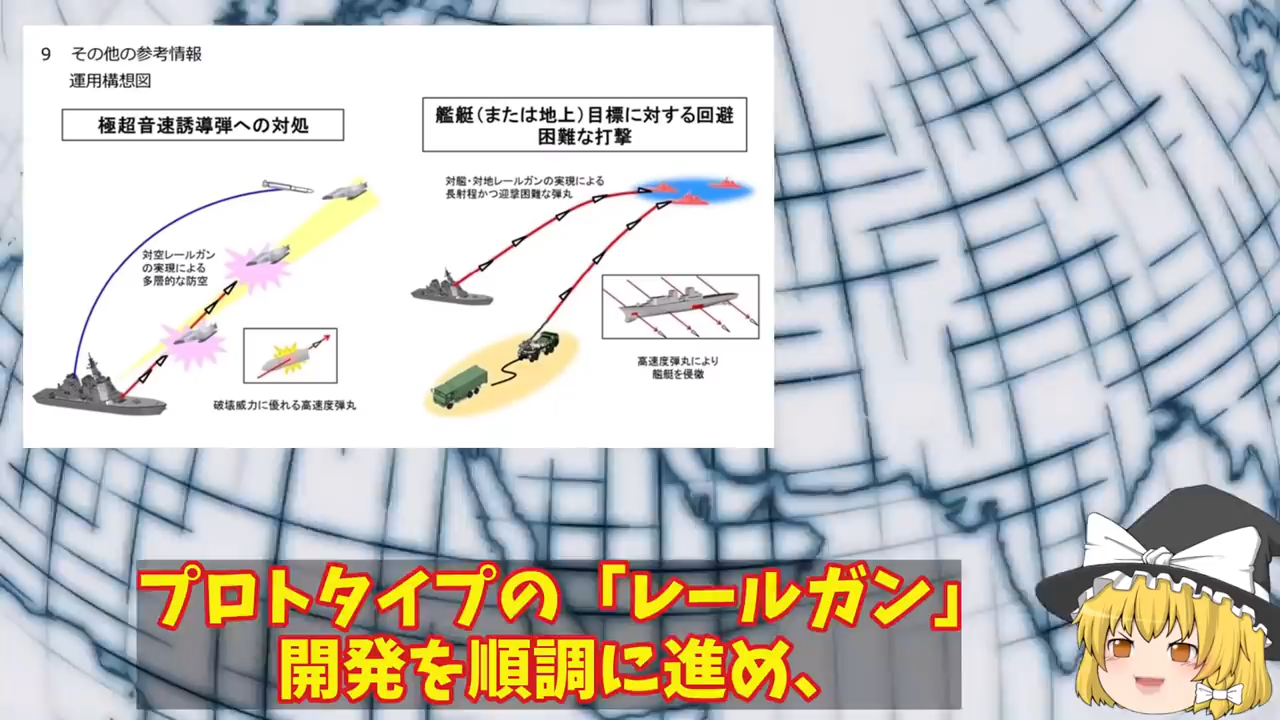 9 その他の参考情報
運用構想図
極超音速誘導弾への対処
対空レールガン
の実現による
多層的な防空
破壊威力に優れる高速度弾丸
艦艇(または地上)目標に対する回避
困難な打撃
対艦・対地レールガンの実現による
長射程かつ迎撃困難な弾丸
高速度弾丸により
艦艇を侵徹
プロトタイプの「レールガン」
開発を順調に進め、